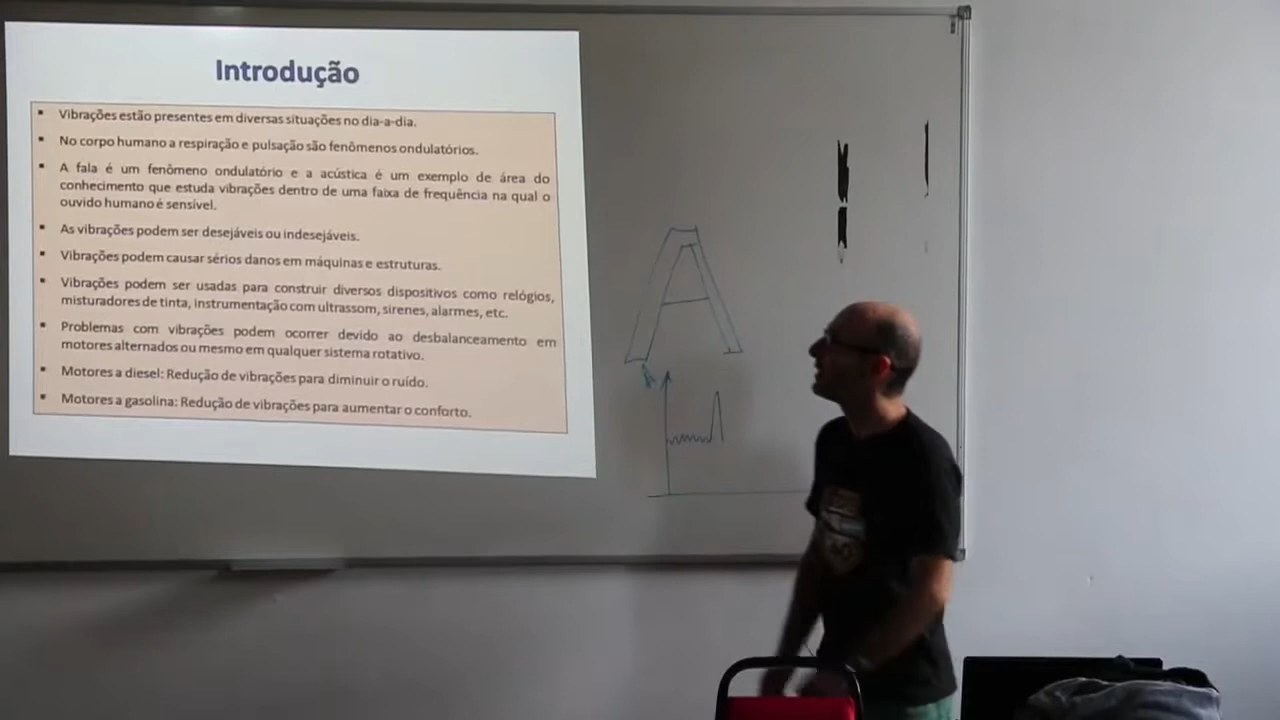 Introdução
▪ Vibrações estão presentes em diversas situações no dia-a-dia.
▪ No corpo humano a respiração e pulsação são fenômenos ondulatórios.
▪ A fala é um fenômeno ondulatório e a acústica é um exemplo de área do
conhecimento que estuda vibrações dentro de uma faixa de frequência na qual o
ouvido humano é sensível.
▪ As vibrações podem ser desejáveis ou indesejáveis.
▪ Vibrações podem causar sérios danos em máquinas e estruturas.
▪ Vibrações podem ser usadas para construir diversos dispositivos como relógios,
misturadores de tinta, instrumentação com ultrassom, sirenes, alarmes, etc.
▪ Problemas com vibrações podem ocorrer devido ao desbalanceamento em
motores alternados ou mesmo em qualquer sistema rotativo.
▪ Motores a diesel: Redução de vibrações para diminuir o ruído.
▪ Motores a gasolina: Redução de vibrações para aumentar o conforto.